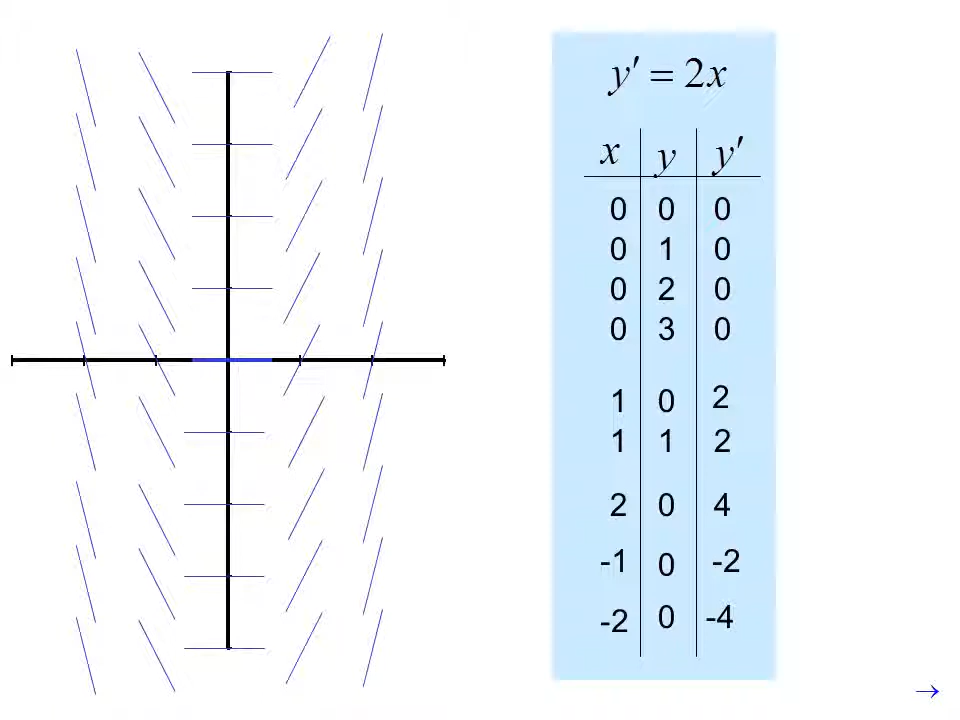 y′ = 2x
x y y′
0 0 0
0 1 0
0 2 0
0 3 0
1 0 2
1 1 2
2 0 4
-1 0 -2
-2 0 -4
→